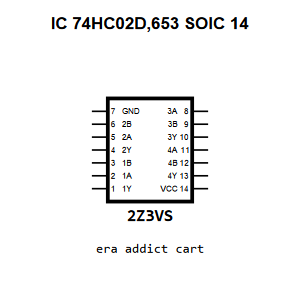 IC 74HC02D,653 SOIC 14
7 GND 3A 8
6 2B 3B 9
5 2A 3Y 10
4 2Y 4A 11
3 1B 4B 12
2 1A 4Y 13
1 1Y VCC 14
2Z3VS
era addict cart